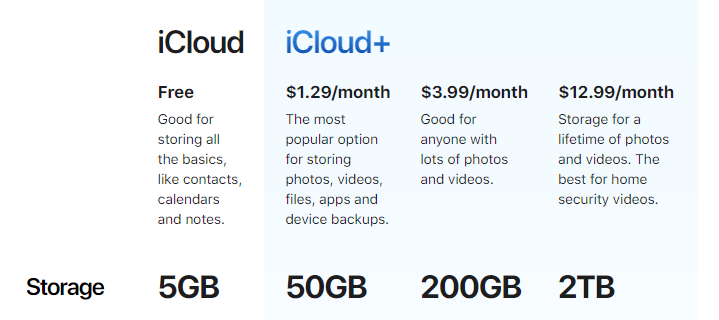 iCloud
iCloud+
Free
Good for
storing all
the basics,
like contacts,
calendars
and notes.
$1.29/month
The most
popular option
for storing
photos, videos,
files, apps and
device backups.
$3.99/month
Good for
anyone with
lots of photos
and videos.
$12.99/month
Storage for a
lifetime of photos
and videos. The
best for home
security videos.
Storage
5GB
50GB
200GB
2TB